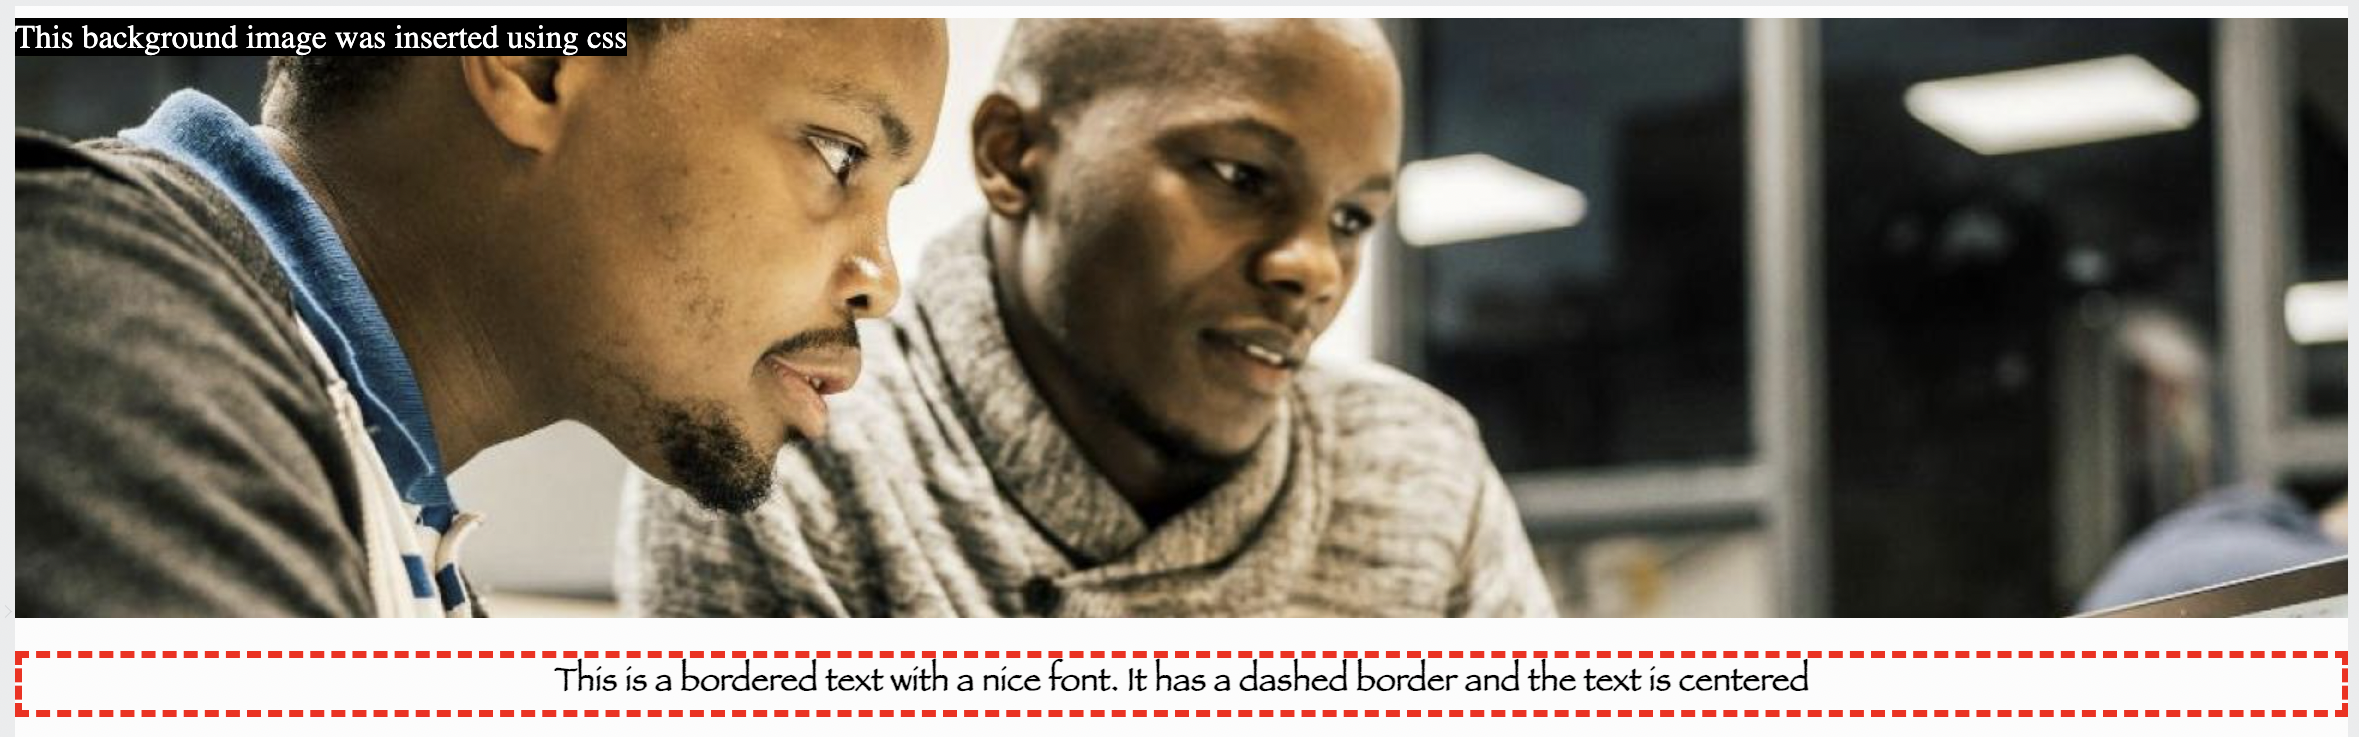 This background image was inserted using css
This is a bordered text with a nice font. It has a dashed border and the text is centered